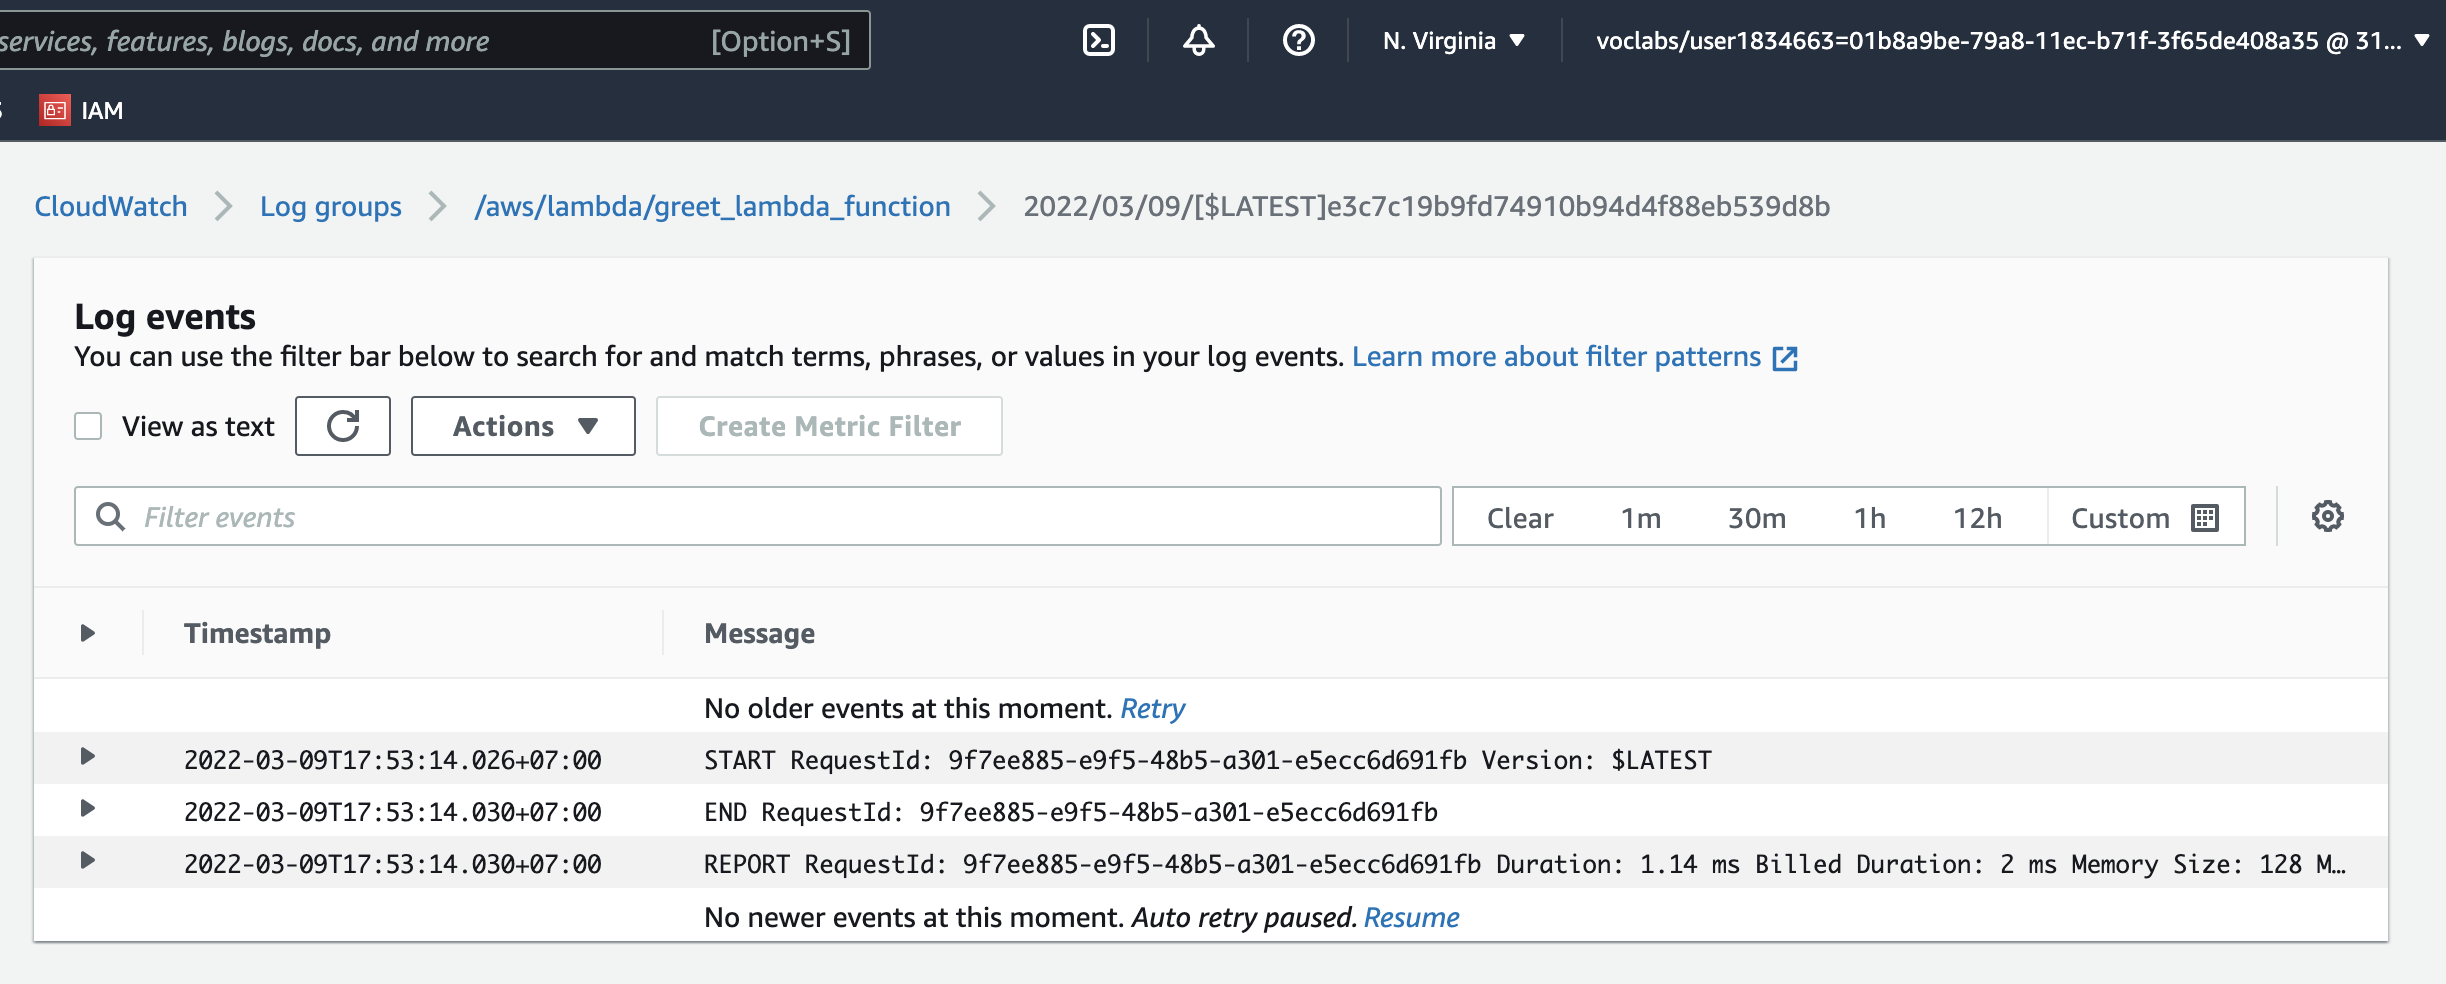 services, features, blogs, docs, and more [Option+S] N. Virginia voclabs/user1834663=01b8a9be-79a8-11ec-b71f-3f65de408a35 @ 31...
IAM
CloudWatch Log groups /aws/lambda/greet_lambda_function 2022/03/09/[$LATEST]e3c7c19b9fd74910b94d4f88eb539d8b
Log events
You can use the filter bar below to search for and match terms, phrases, or values in your log events. Learn more about filter patterns
View as text Actions Create Metric Filter
Filter events Clear 1m 30m 1h 12h Custom
Timestamp Message
No older events at this moment. Retry
2022-03-09T17:53:14.026+07:00 START RequestId: 9f7ee885-e9f5-48b5-a301-e5ecc6d691fb Version: $LATEST
2022-03-09T17:53:14.030+07:00 END RequestId: 9f7ee885-e9f5-48b5-a301-e5ecc6d691fb
2022-03-09T17:53:14.030+07:00 REPORT RequestId: 9f7ee885-e9f5-48b5-a301-e5ecc6d691fb Duration: 1.14 ms Billed Duration: 2 ms Memory Size: 128 M…
No newer events at this moment. Auto retry paused. Resume